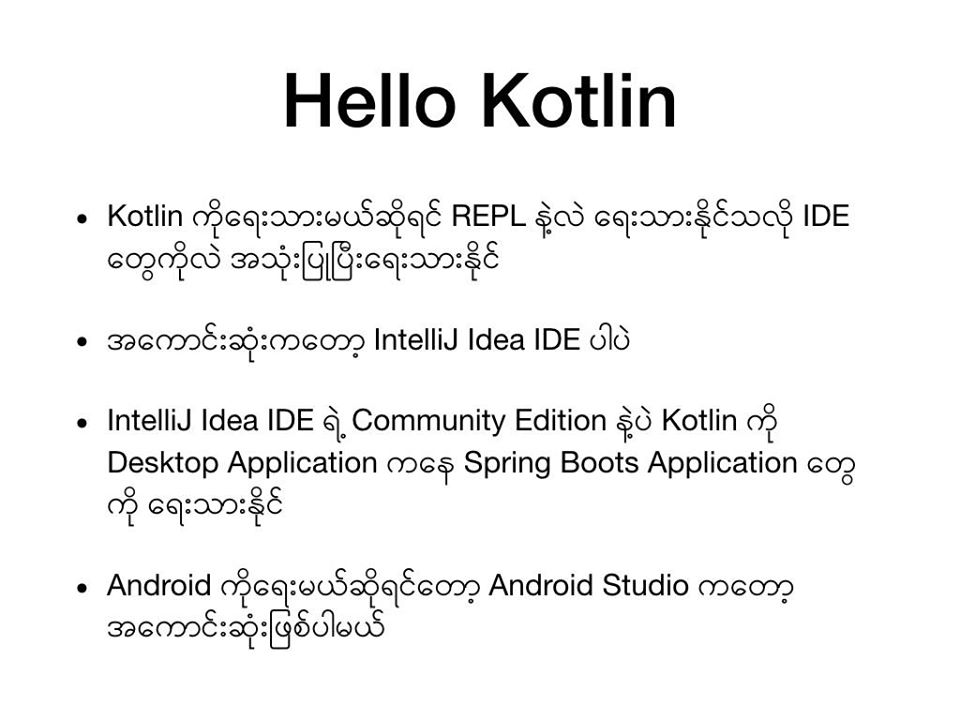 Hello Kotlin
• Kotlin ကိုရေးသားမယ်ဆိုရင် REPL နဲ့လဲ ရေးသားနိုင်သလို IDE
တွေကိုလဲ အသုံးပြုပြီးရေးသားနိုင်
• အကောင်းဆုံးကတော့ IntelliJ Idea IDE ပါပဲ
• IntelliJ Idea IDE ရဲ့ Community Edition နဲ့ပဲ Kotlin ကို
Desktop Application ကနေ Spring Boots Application တွေ
ကို ရေးသားနိုင်
• Android ကိုရေးမယ်ဆိုရင်တော့ Android Studio ကတော့
အကောင်းဆုံးဖြစ်ပါမယ်